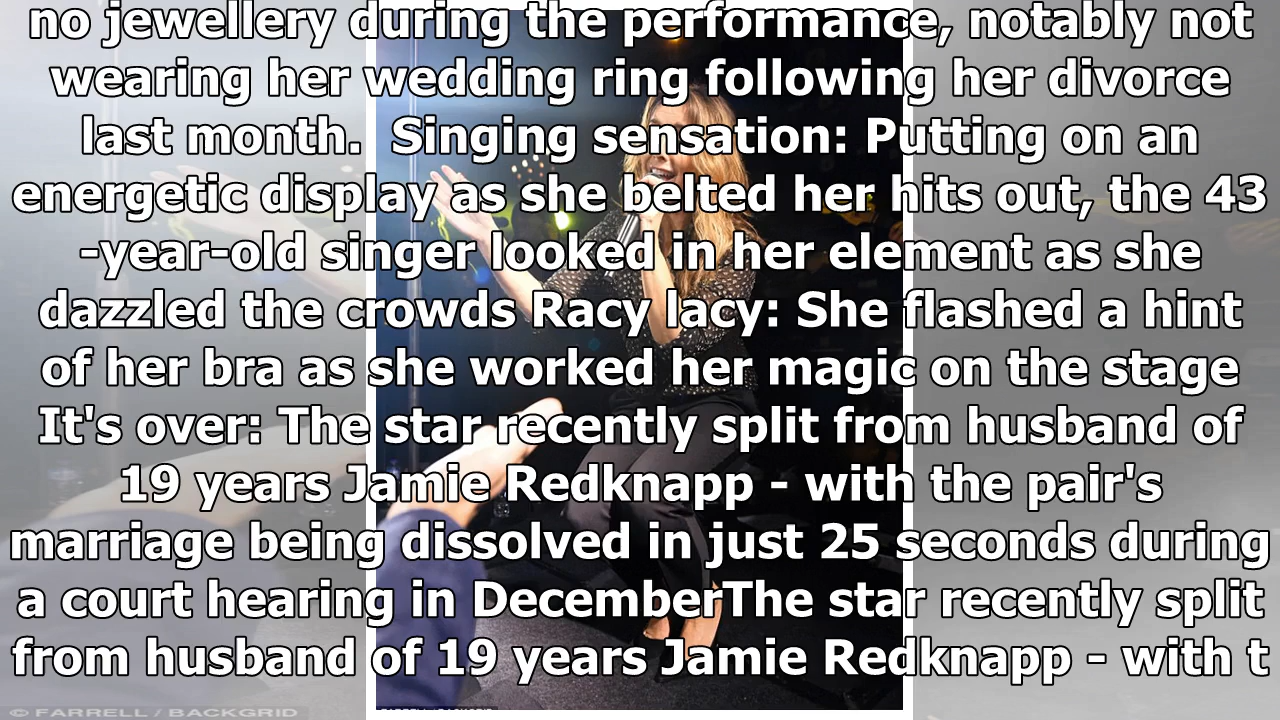 no jewellery during the performance, notably not
wearing her wedding ring following her divorce
last month.  Singing sensation: Putting on an
energetic display as she belted her hits out, the 43
-year-old singer looked in her element as she
dazzled the crowds Racy lacy: She flashed a hint
of her bra as she worked her magic on the stage
It's over: The star recently split from husband of
19 years Jamie Redknapp - with the pair's
marriage being dissolved in just 25 seconds during
a court hearing in DecemberThe star recently split
from husband of 19 years Jamie Redknapp - with t
© FARRELL / BACKGRID